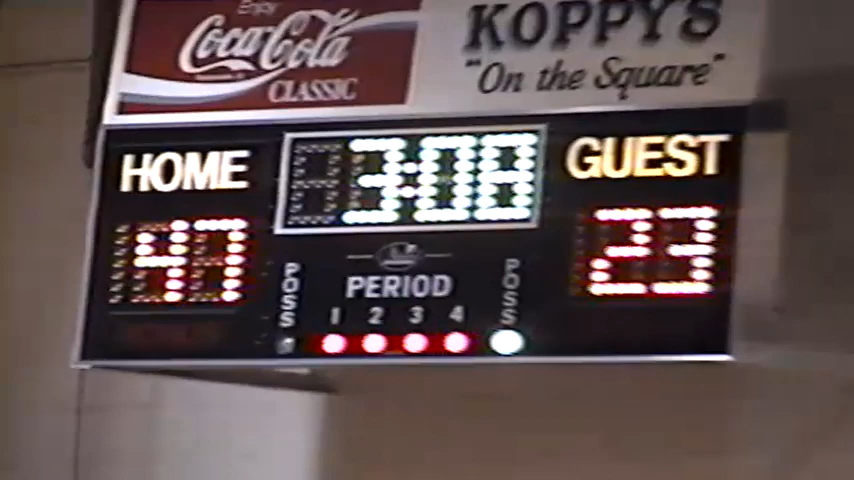 Enjoy
Coca-Cola
CLASSIC
KOPPY'S
"On the Square"
HOME
3:08
GUEST
47
23
POSS
PERIOD
POSS
1 2 3 4